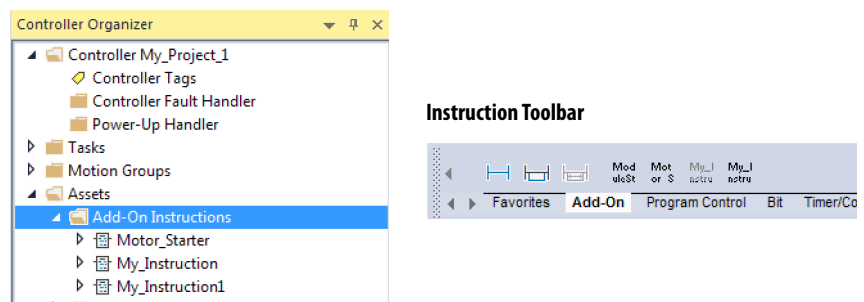 Controller Organizer
Controller My_Project_1
Controller Tags
Controller Fault Handler
Power-Up Handler
Tasks
Motion Groups
Assets
Add-On Instructions
Motor_Starter
My_Instruction
My_Instruction1
Instruction Toolbar
Mod Mot My_I My_I
uleSt or S nstru nstru
Favorites Add-On Program Control Bit Timer/Co